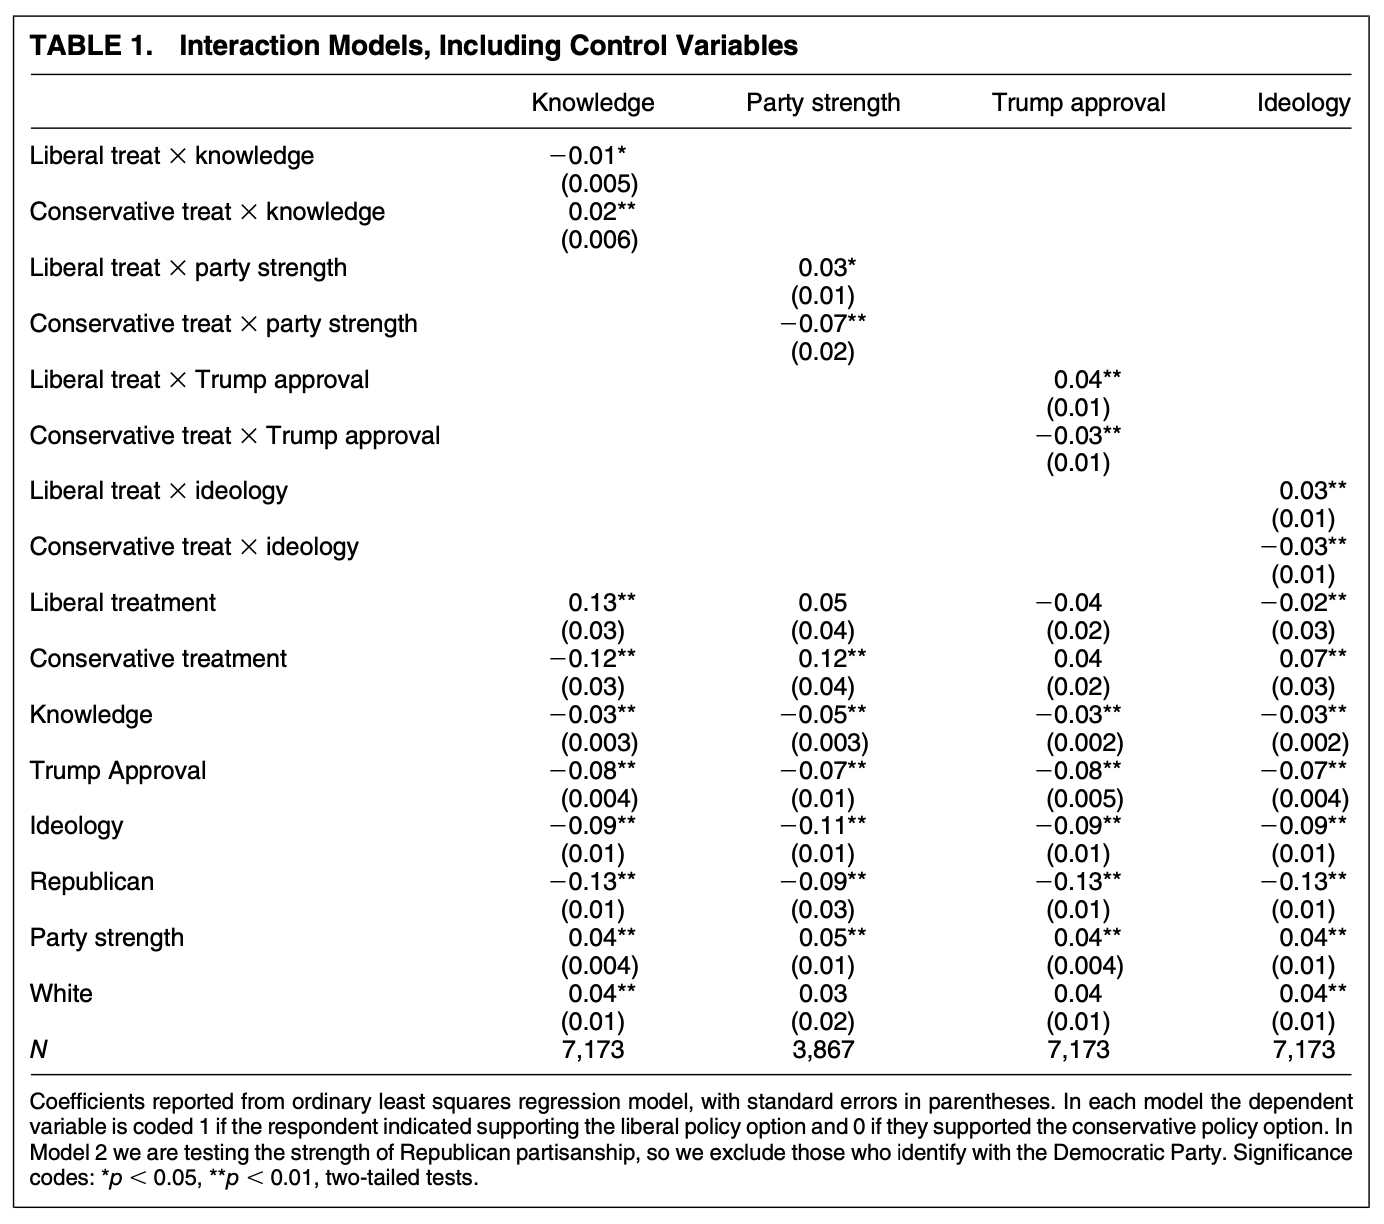 TABLE 1. Interaction Models, Including Control Variables
Knowledge Party strength Trump approval Ideology
Liberal treat × knowledge −0.01*
(0.005)
Conservative treat × knowledge 0.02**
(0.006)
Liberal treat × party strength 0.03*
(0.01)
Conservative treat × party strength −0.07**
(0.02)
Liberal treat × Trump approval 0.04**
(0.01)
Conservative treat × Trump approval −0.03**
(0.01)
Liberal treat × ideology 0.03**
(0.01)
Conservative treat × ideology −0.03**
(0.01)
Liberal treatment 0.13** 0.05 −0.04 −0.02**
(0.03) (0.04) (0.02) (0.03)
Conservative treatment −0.12** 0.12** 0.04 0.07**
(0.03) (0.04) (0.02) (0.03)
Knowledge −0.03** −0.05** −0.03** −0.03**
(0.003) (0.003) (0.002) (0.002)
Trump Approval −0.08** −0.07** −0.08** −0.07**
(0.004) (0.01) (0.005) (0.004)
Ideology −0.09** −0.11** −0.09** −0.09**
(0.01) (0.01) (0.01) (0.01)
Republican −0.13** −0.09** −0.13** −0.13**
(0.01) (0.03) (0.01) (0.01)
Party strength 0.04** 0.05** 0.04** 0.04**
(0.004) (0.01) (0.004) (0.01)
White 0.04** 0.03 0.04 0.04**
(0.01) (0.02) (0.01) (0.01)
N 7,173 3,867 7,173 7,173
Coefficients reported from ordinary least squares regression model, with standard errors in parentheses. In each model the dependent
variable is coded 1 if the respondent indicated supporting the liberal policy option and 0 if they supported the conservative policy option. In
Model 2 we are testing the strength of Republican partisanship, so we exclude those who identify with the Democratic Party. Significance
codes: *p < 0.05, **p < 0.01, two-tailed tests.